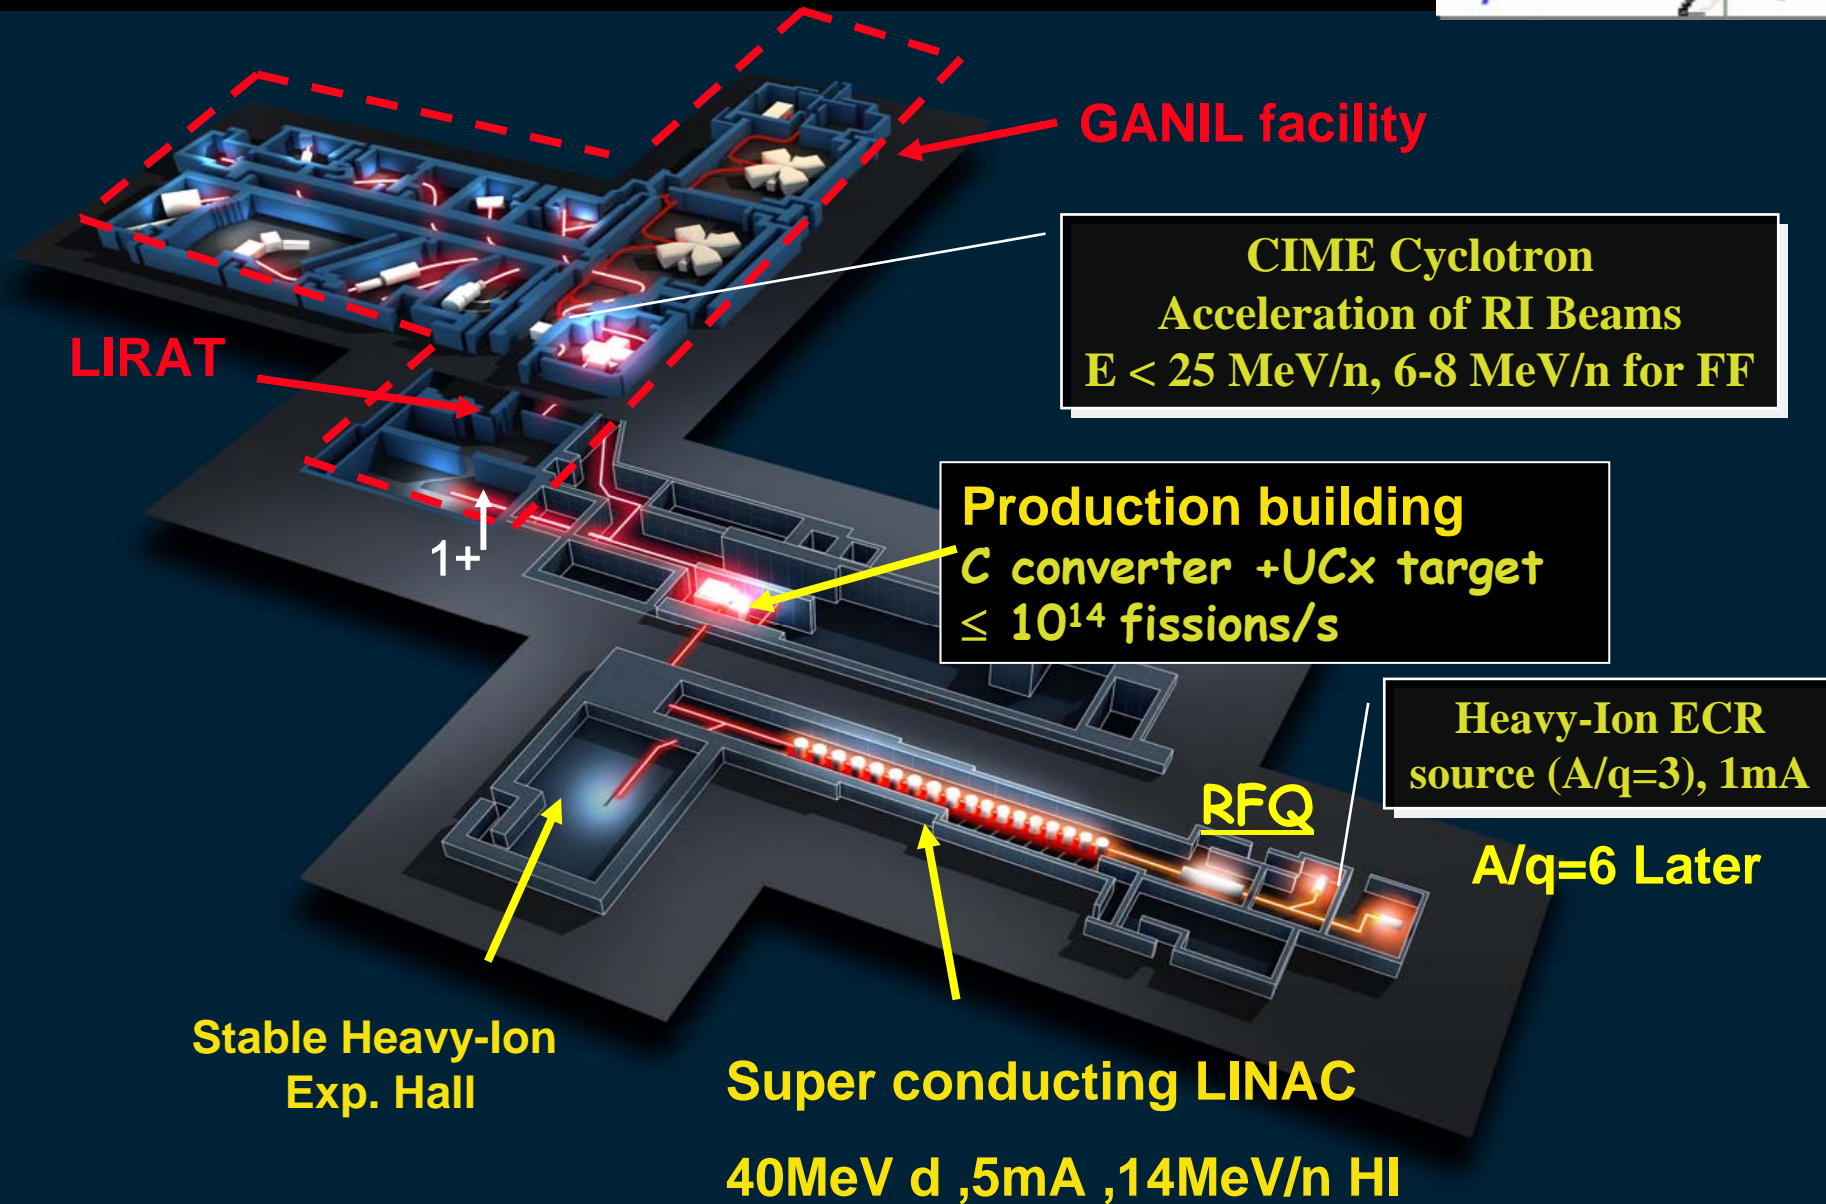 GANIL facility
CIME Cyclotron
Acceleration of RI Beams
E < 25 MeV/n, 6-8 MeV/n for FF
LIRAT
Production building
C converter +UCx target
≤ 10¹⁴ fissions/s
1+
Heavy-Ion ECR
source (A/q=3), 1mA
RFQ
A/q=6 Later
Stable Heavy-Ion
Exp. Hall
Super conducting LINAC
40MeV d ,5mA ,14MeV/n HI